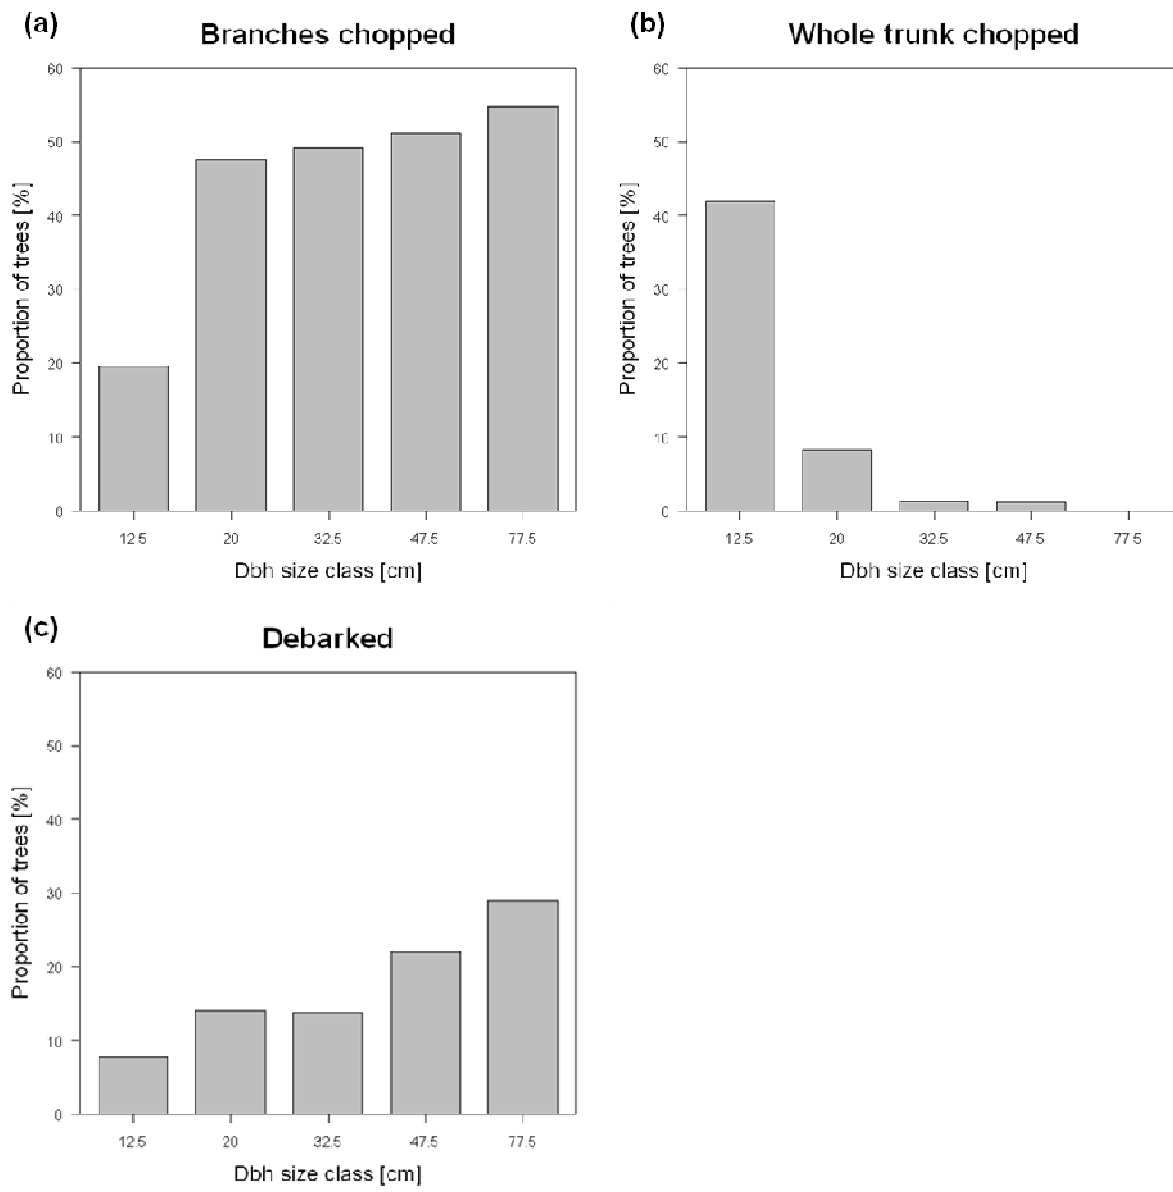 (a)
Branches chopped
Proportion of trees [%]
60
50
40
30
20
10
0
12.5 20 32.5 47.5 77.5
Dbh size class [cm]
(b)
Whole trunk chopped
Proportion of trees [%]
60
50
40
30
20
10
0
12.5 20 32.5 47.5 77.5
Dbh size class [cm]
(c)
Debarked
Proportion of trees [%]
60
50
40
30
20
10
0
12.5 20 32.5 47.5 77.5
Dbh size class [cm]